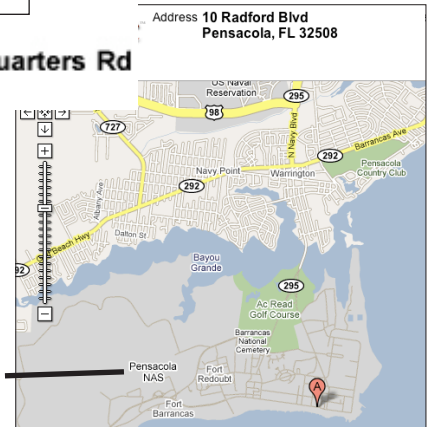 Address 10 Radford Blvd
Pensacola, FL 32508
uarters Rd
US Naval
Reservation
98
295
727
N Navy Blvd
Barrancas Ave
292
Pensacola
Country Club
Navy Point
Warrington
292
Albany Ave
Dalton St
Beach Hwy
92
Bayou
Grande
295
Ac Read
Golf Course
Barrancas
National
Cemetery
Pensacola
NAS
Fort
Redoubt
A
Fort
Barrancas